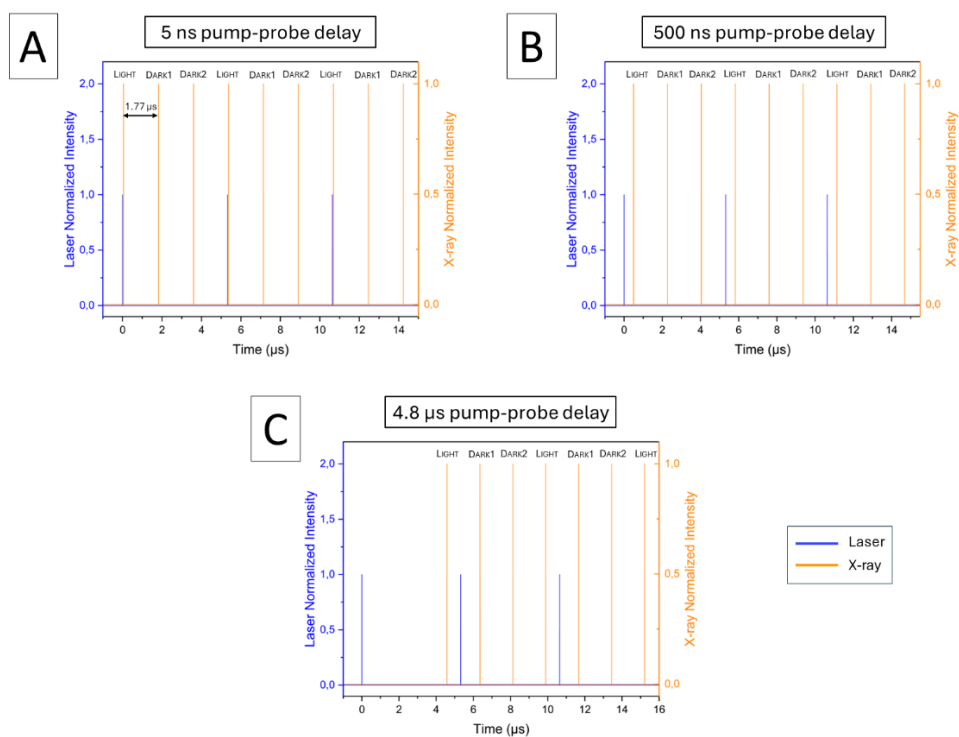 A
5 ns pump-probe delay
LIGHT DARK1 DARK2 LIGHT DARK1 DARK2 LIGHT DARK1 DARK2
1.77 µs
2,0
1,5
1,0
0,5
0,0
Laser Normalized Intensity
1,0
0,5
0,0
X-ray Normalized Intensity
0 2 4 6 8 10 12 14
Time (µs)
B
500 ns pump-probe delay
LIGHT DARK1 DARK2 LIGHT DARK1 DARK2 LIGHT DARK1 DARK2
2,0
1,5
1,0
0,5
0,0
Laser Normalized Intensity
1,0
0,5
0,0
X-ray Normalized Intensity
0 2 4 6 8 10 12 14
Time (µs)
C
4.8 µs pump-probe delay
LIGHT DARK1 DARK2 LIGHT DARK1 DARK2 LIGHT
2,0
1,5
1,0
0,5
0,0
Laser Normalized Intensity
1,0
0,5
0,0
X-ray Normalized Intensity
0 2 4 6 8 10 12 14 16
Time (µs)
Laser
X-ray